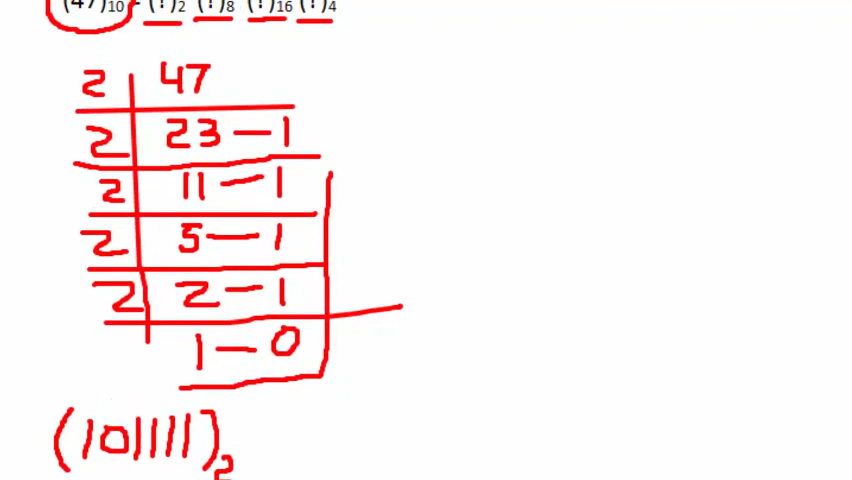 (47)10 = (?)2 (?)8 (?)16 (?)4
2 47
2 23 — 1
2 11 — 1
2 5 — 1
2 2 — 1
1 — 0
(101111)2